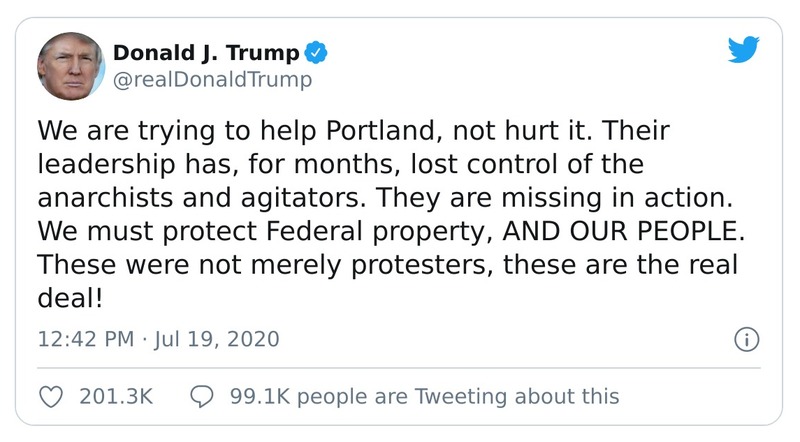 Donald J. Trump
@realDonaldTrump
We are trying to help Portland, not hurt it. Their
leadership has, for months, lost control of the
anarchists and agitators. They are missing in action.
We must protect Federal property, AND OUR PEOPLE.
These were not merely protesters, these are the real
deal!
12:42 PM · Jul 19, 2020
201.3K 99.1K people are Tweeting about this